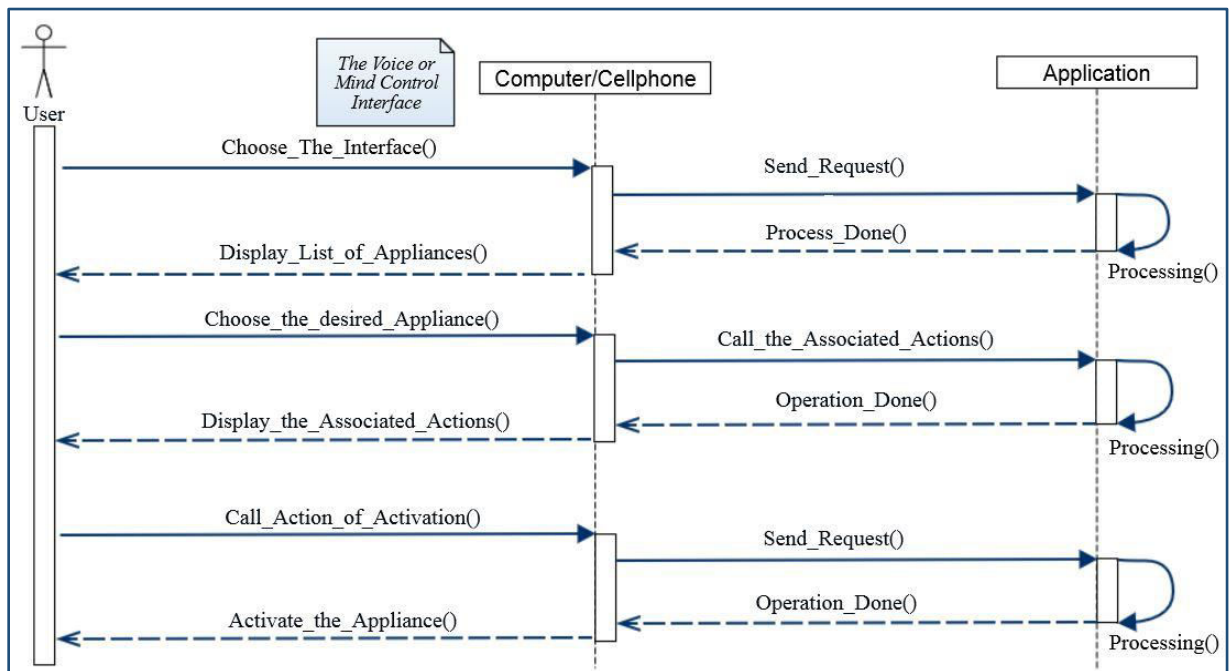 The Voice or
Mind Control
Interface
Computer/Cellphone
Application
User
Choose_The_Interface()
Send_Request()
Process_Done()
Display_List_of_Appliances()
Processing()
Choose_the_desired_Appliance()
Call_the_Associated_Actions()
Operation_Done()
Display_the_Associated_Actions()
Processing()
Call_Action_of_Activation()
Send_Request()
Operation_Done()
Activate_the_Appliance()
Processing()